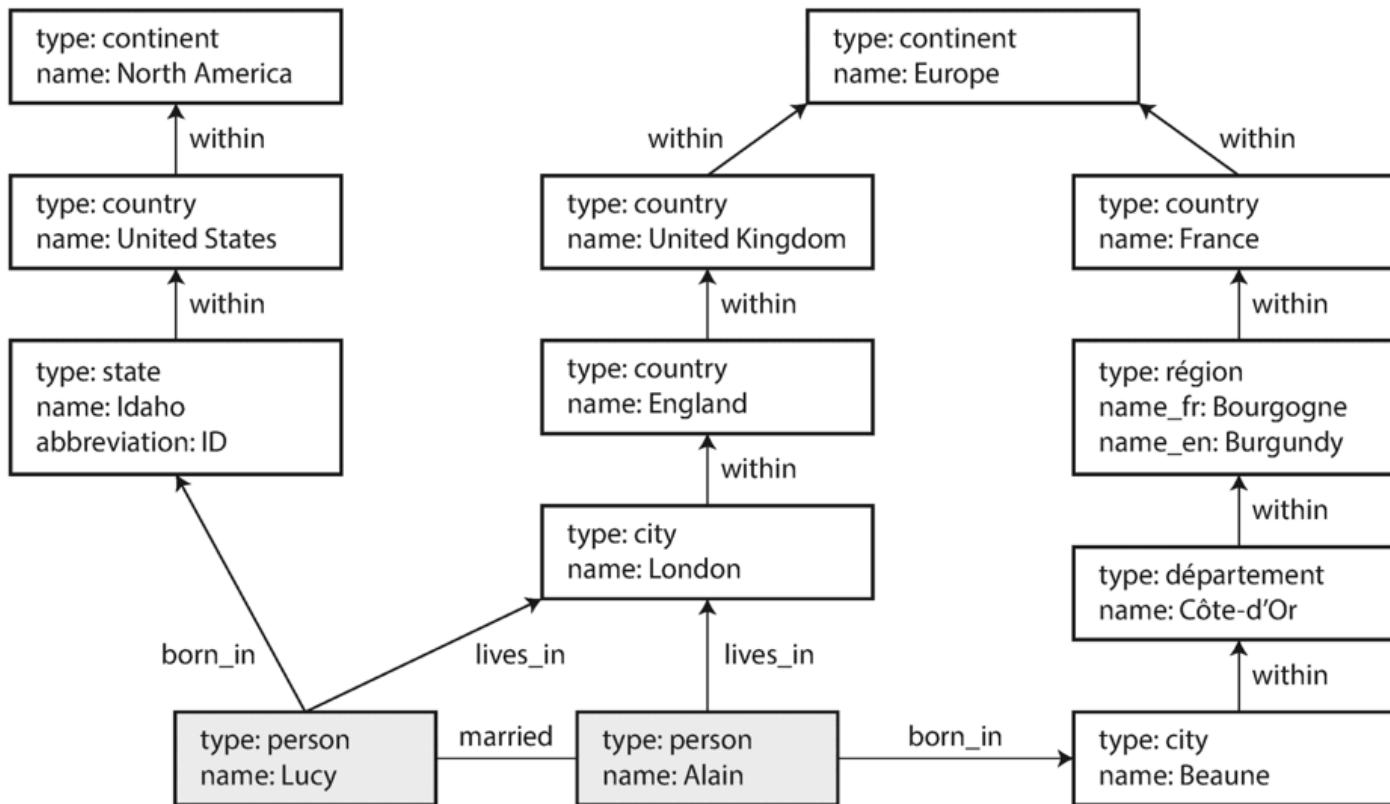 type: continent
name: North America
type: continent
name: Europe
within
within
within
type: country
name: United States
type: country
name: United Kingdom
type: country
name: France
within
within
within
type: state
name: Idaho
abbreviation: ID
type: country
name: England
type: région
name_fr: Bourgogne
name_en: Burgundy
within
within
type: city
name: London
type: département
name: Côte-d’Or
born_in
lives_in
lives_in
within
type: person
name: Lucy
married
type: person
name: Alain
born_in
type: city
name: Beaune